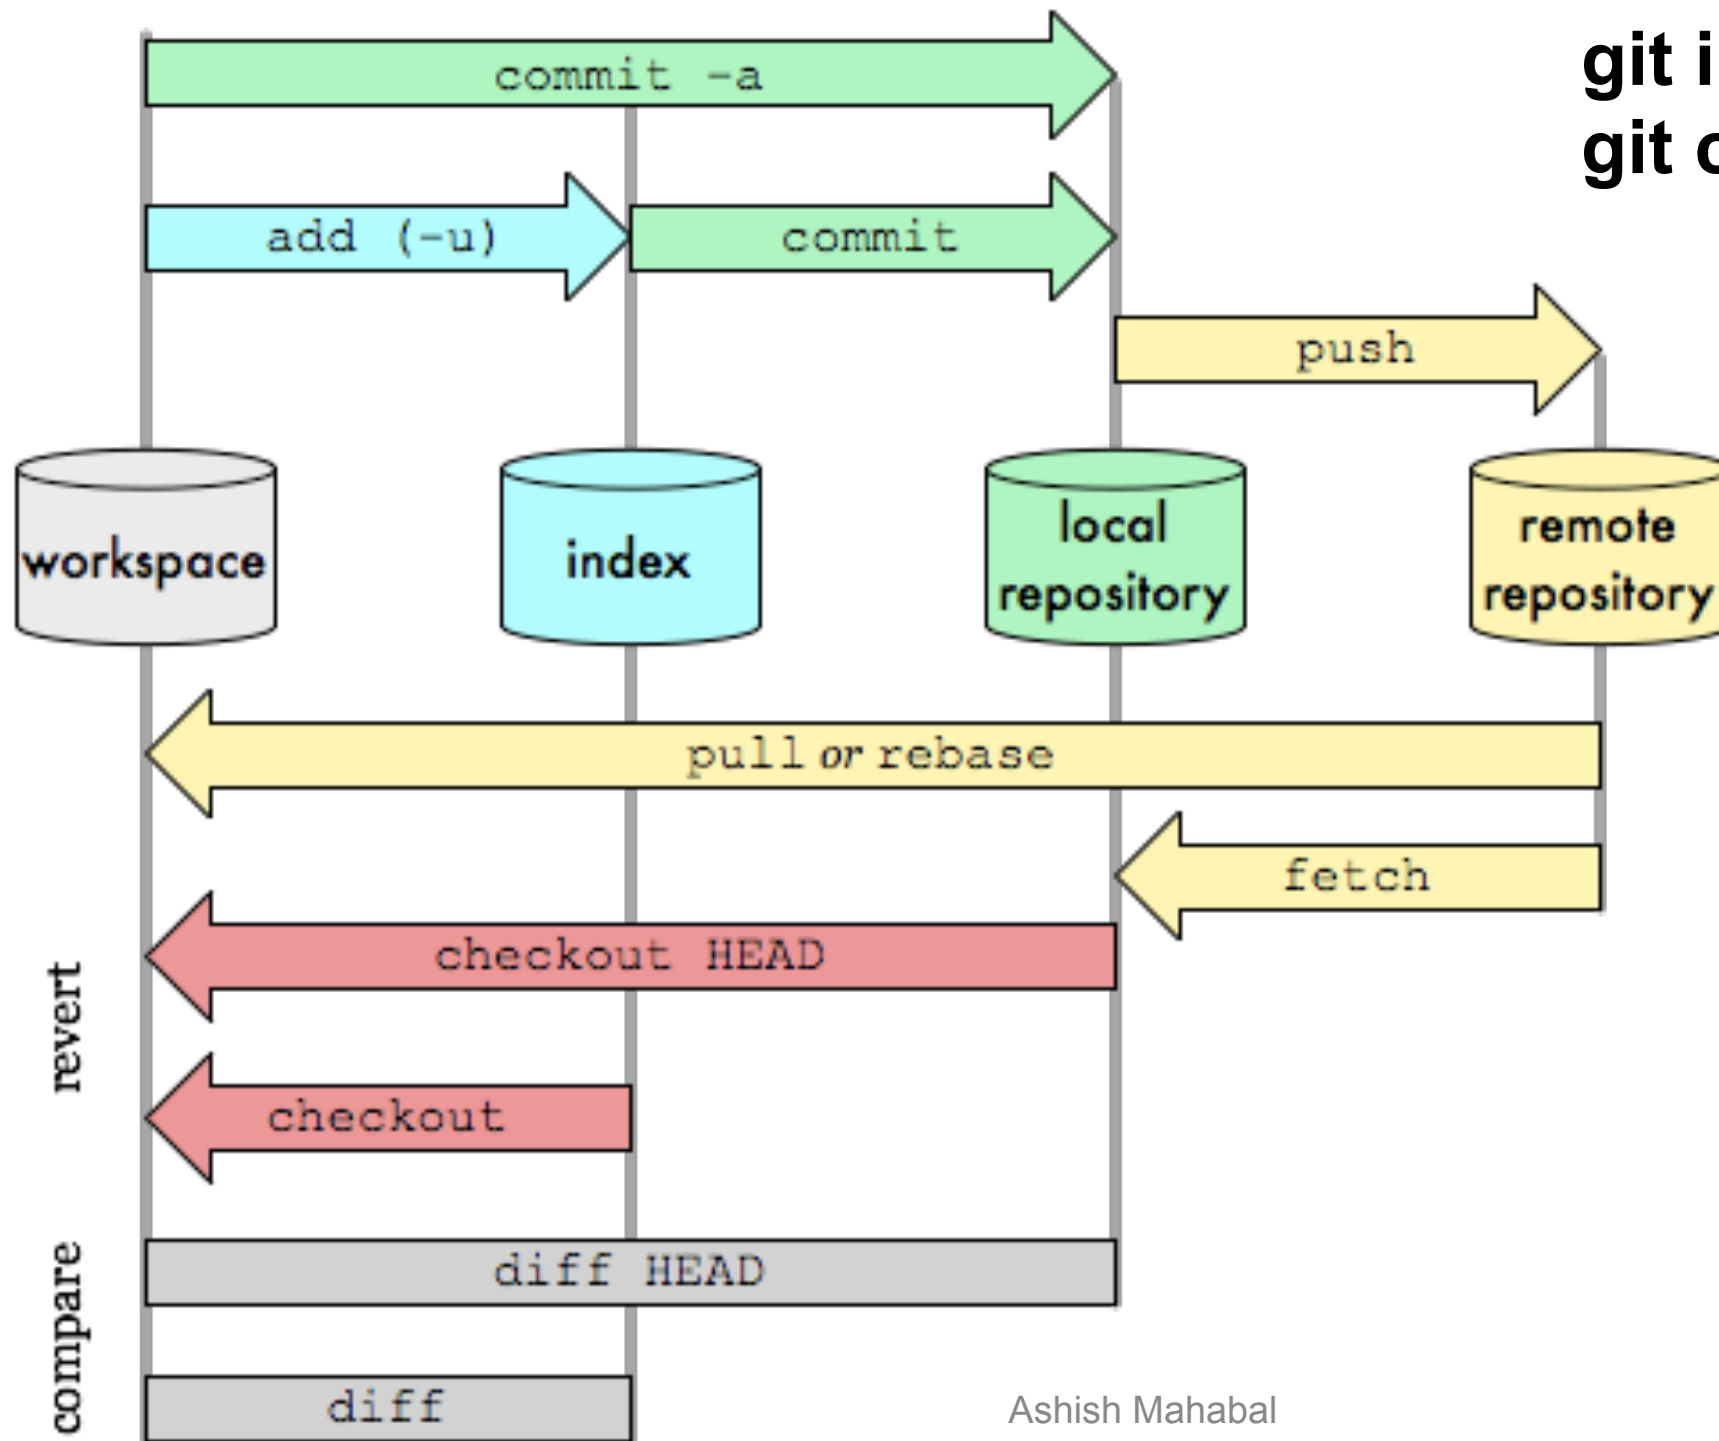 commit -a
git i
git c
add (-u)
commit
push
workspace
index
local
repository
remote
repository
pull or rebase
fetch
revert
checkout HEAD
checkout
compare
diff HEAD
diff
Ashish Mahabal